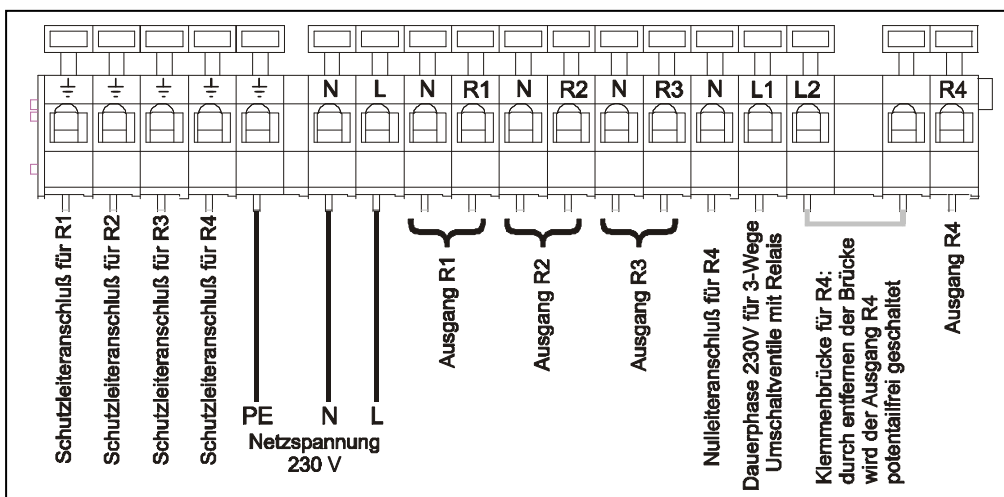 N L N R1 N R2 N R3 N L1 L2 R4
Schutzleiteranschluß für R1
Schutzleiteranschluß für R2
Schutzleiteranschluß für R3
Schutzleiteranschluß für R4
PE N L
Netzspannung
230 V
Ausgang R1
Ausgang R2
Ausgang R3
Nulleiteranschluß für R4
Dauerphase 230V für 3-Wege
Umschaltventile mit Relais
Klemmenbrücke für R4:
durch entfernen der Brücke
wird der Ausgang R4
potentailfrei geschaltet
Ausgang R4